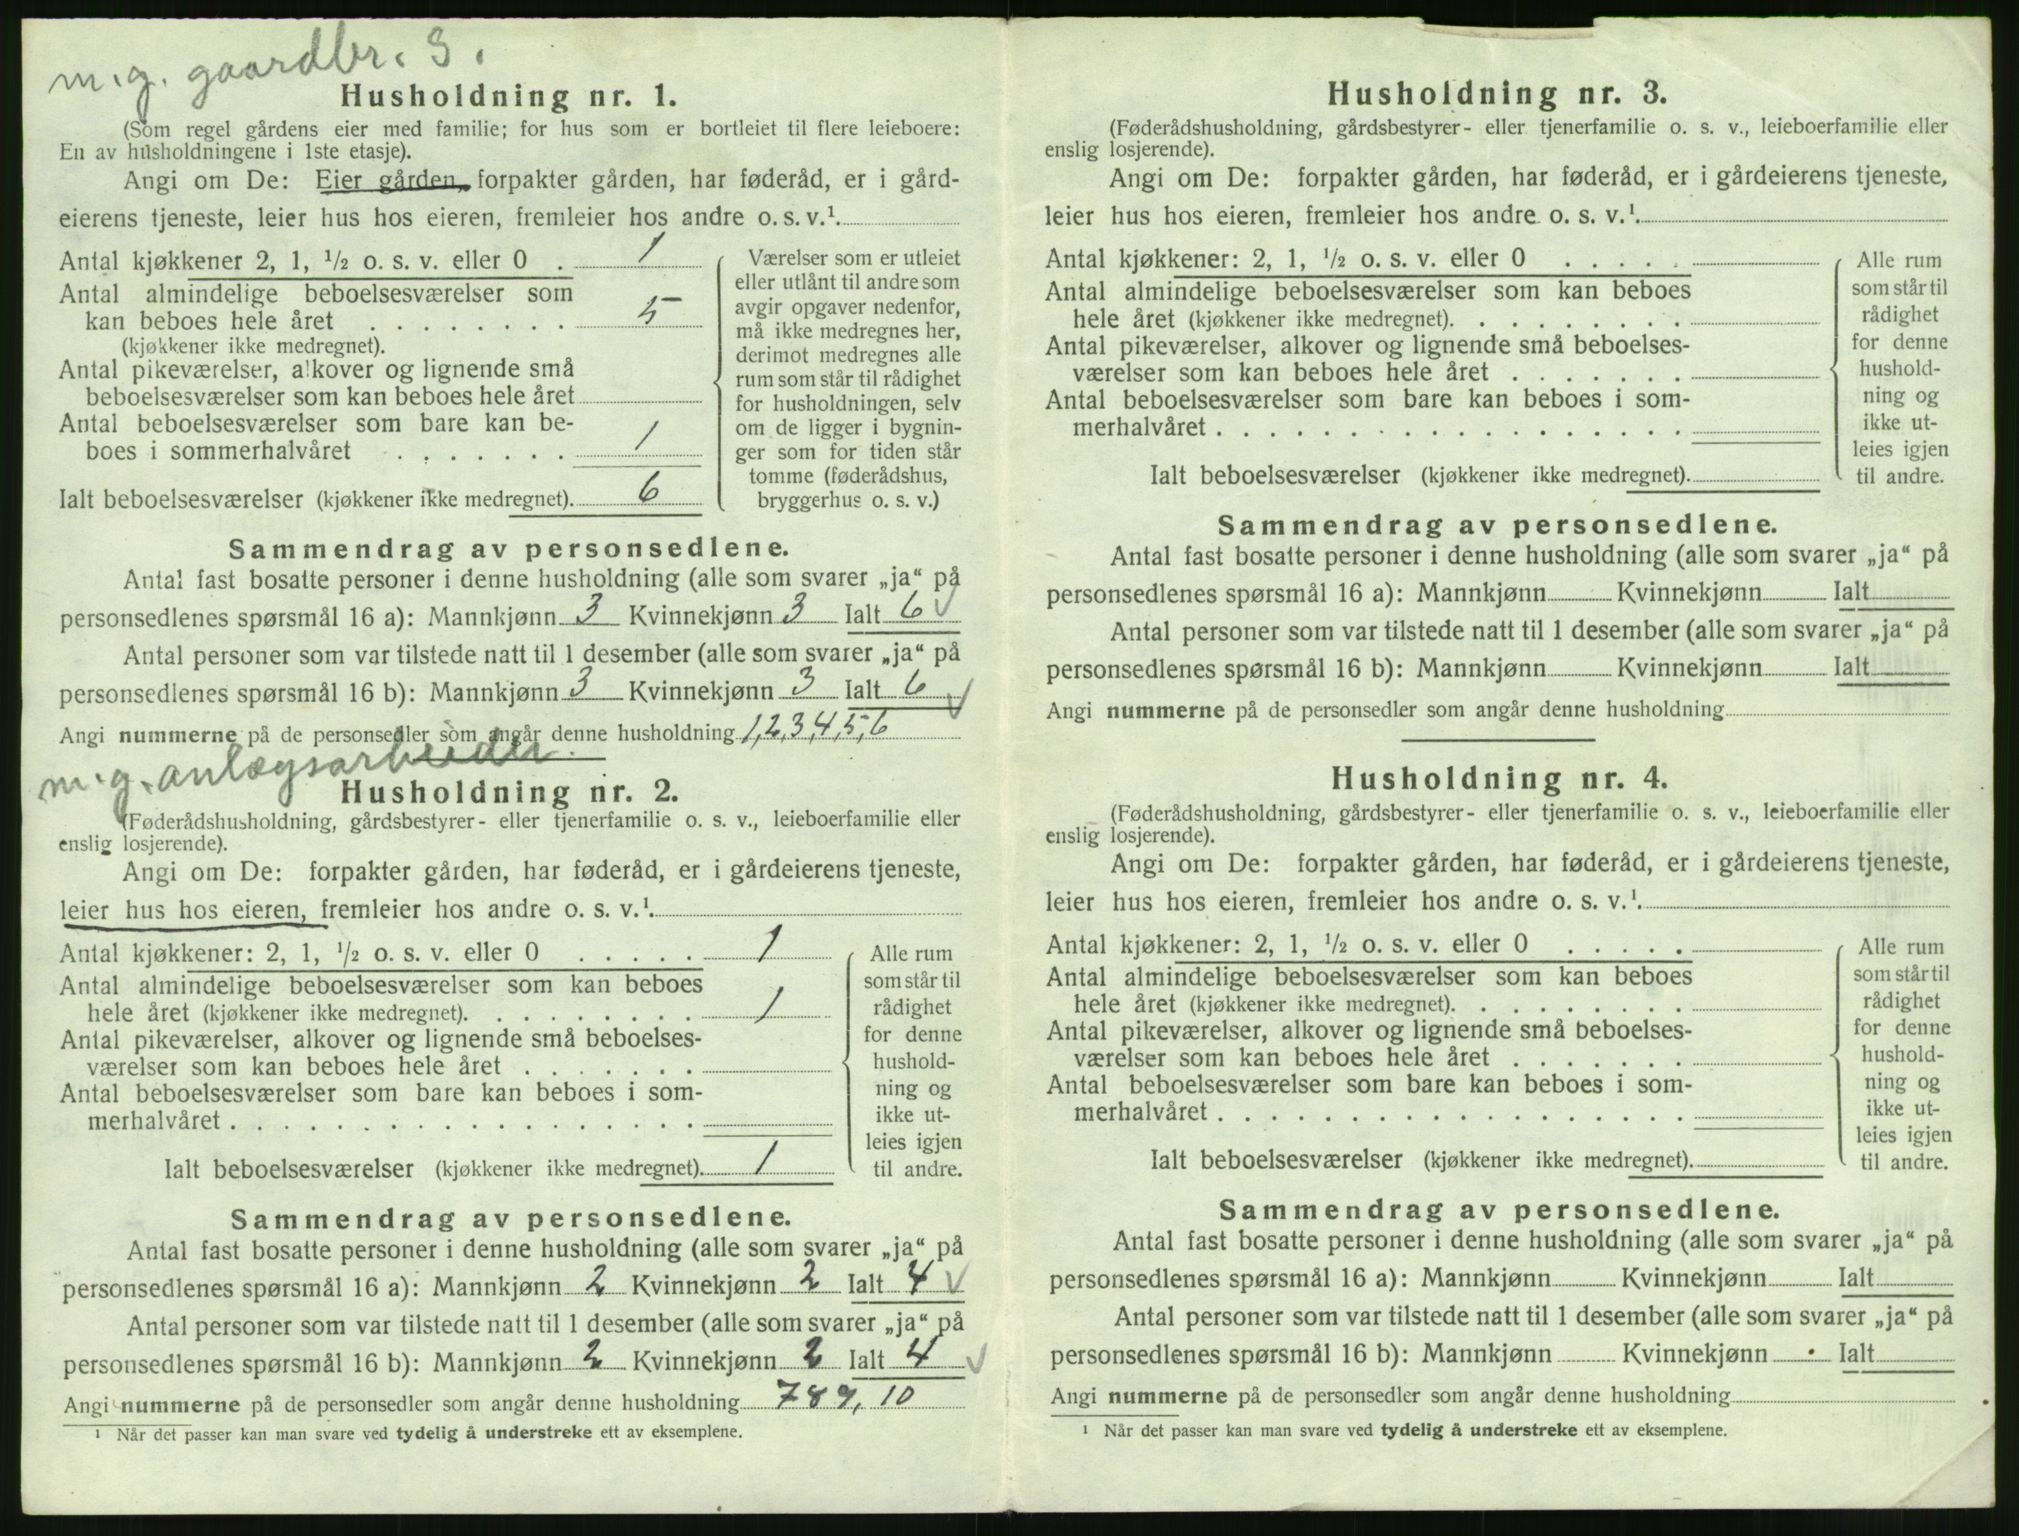 m.g. gaardbr. S.
Husholdning nr. 1.
(Som regel gårdens eier med familie; for hus som er bortleiet til flere leieboere:
En av husholdningene i 1ste etasje).
Angi om De: Eier gården, forpakter gården, har føderåd, er i gård-
eierens tjeneste, leier hus hos eieren, fremleier hos andre o. s. v.¹.
Antal kjøkkener 2, 1, ½ o. s. v. eller 0 . 1
Antal almindelige beboelsesværelser som
kan beboes hele året . . . . . . . . 5
(kjøkkener ikke medregnet).
Antal pikeværelser, alkover og lignende små
beboelsesværelser som kan beboes hele året
Antal beboelsesværelser som bare kan be-
boes i sommerhalvåret . . . . . . . 1
Ialt beboelsesværelser (kjøkkener ikke medregnet). 6
Værelser som er utleiet
eller utlånt til andre som
avgir opgaver nedenfor,
må ikke medregnes her,
derimot medregnes alle
rum som står til rådighet
for husholdningen, selv
om de ligger i bygnin-
ger som for tiden står
tomme (føderådshus,
bryggerhus o. s. v.)
Sammendrag av personsedlene.
Antal fast bosatte personer i denne husholdning (alle som svarer „ja“ på
personsedlenes spørsmål 16 a): Mannkjønn 3 Kvinnekjønn 3 Ialt 6 ✓
Antal personer som var tilstede natt til 1 desember (alle som svarer „ja“ på
personsedlenes spørsmål 16 b): Mannkjønn 3 Kvinnekjønn 3 Ialt 6 ✓
Angi nummerne på de personsedler som angår denne husholdning 1,2,3,4,5,6
m.g. anlægsarbeider.
Husholdning nr. 2.
(Føderådshusholdning, gårdsbestyrer- eller tjenerfamilie o. s. v., leieboerfamilie eller
enslig losjerende).
Angi om De: forpakter gården, har føderåd, er i gårdeierens tjeneste,
leier hus hos eieren, fremleier hos andre o. s. v.¹.
Antal kjøkkener: 2, 1, ½ o. s. v. eller 0 . . . . . 1
Antal almindelige beboelsesværelser som kan beboes
hele året (kjøkkener ikke medregnet). . . . . . . . . 1
Antal pikeværelser, alkover og lignende små beboelses-
værelser som kan beboes hele året . . . . . . .
Antal beboelsesværelser som bare kan beboes i som-
merhalvåret . . . . . . . . . . . . . . . . . .
Ialt beboelsesværelser (kjøkkener ikke medregnet). 1
Alle rum
som står til
rådighet
for denne
hushold-
ning og
ikke ut-
leies igjen
til andre.
Sammendrag av personsedlene.
Antal fast bosatte personer i denne husholdning (alle som svarer „ja“ på
personsedlenes spørsmål 16 a): Mannkjønn 2 Kvinnekjønn 2 Ialt 4 ✓
Antal personer som var tilstede natt til 1 desember (alle som svarer „ja“ på
personsedlenes spørsmål 16 b): Mannkjønn 2 Kvinnekjønn 2 Ialt 4 ✓
Angi nummerne på de personsedler som angår denne husholdning 7 8 9, 10
¹ Når det passer kan man svare ved tydelig å understreke ett av eksemplene.
Husholdning nr. 3.
(Føderådshusholdning, gårdsbestyrer- eller tjenerfamilie o. s. v., leieboerfamilie eller
enslig losjerende).
Angi om De: forpakter gården, har føderåd, er i gårdeierens tjeneste,
leier hus hos eieren, fremleier hos andre o. s. v.¹.
Antal kjøkkener: 2, 1, ½ o. s. v. eller 0 . . . . .
Antal almindelige beboelsesværelser som kan beboes
hele året (kjøkkener ikke medregnet). . . . . . . . .
Antal pikeværelser, alkover og lignende små beboelses-
værelser som kan beboes hele året . . . . . . .
Antal beboelsesværelser som bare kan beboes i som-
merhalvåret . . . . . . . . . . . . . . . . . .
Ialt beboelsesværelser (kjøkkener ikke medregnet).
Alle rum
som står til
rådighet
for denne
hushold-
ning og
ikke ut-
leies igjen
til andre.
Sammendrag av personsedlene.
Antal fast bosatte personer i denne husholdning (alle som svarer „ja“ på
personsedlenes spørsmål 16 a): Mannkjønn Kvinnekjønn Ialt
Antal personer som var tilstede natt til 1 desember (alle som svarer „ja“ på
personsedlenes spørsmål 16 b): Mannkjønn Kvinnekjønn Ialt
Angi nummerne på de personsedler som angår denne husholdning
Husholdning nr. 4.
(Føderådshusholdning, gårdsbestyrer- eller tjenerfamilie o. s. v., leieboerfamilie eller
enslig losjerende).
Angi om De: forpakter gården, har føderåd, er i gårdeierens tjeneste,
leier hus hos eieren, fremleier hos andre o. s. v.¹.
Antal kjøkkener: 2, 1, ½ o. s. v. eller 0 . . . . .
Antal almindelige beboelsesværelser som kan beboes
hele året (kjøkkener ikke medregnet). . . . . . . . .
Antal pikeværelser, alkover og lignende små beboelses-
værelser som kan beboes hele året . . . . . . .
Antal beboelsesværelser som bare kan beboes i som-
merhalvåret . . . . . . . . . . . . . . . . . .
Ialt beboelsesværelser (kjøkkener ikke medregnet).
Alle rum
som står til
rådighet
for denne
hushold-
ning og
ikke ut-
leies igjen
til andre.
Sammendrag av personsedlene.
Antal fast bosatte personer i denne husholdning (alle som svarer „ja“ på
personsedlenes spørsmål 16 a): Mannkjønn Kvinnekjønn Ialt
Antal personer som var tilstede natt til 1 desember (alle som svarer „ja“ på
personsedlenes spørsmål 16 b): Mannkjønn Kvinnekjønn Ialt
Angi nummerne på de personsedler som angår denne husholdning
¹ Når det passer kan man svare ved tydelig å understreke ett av eksemplene.